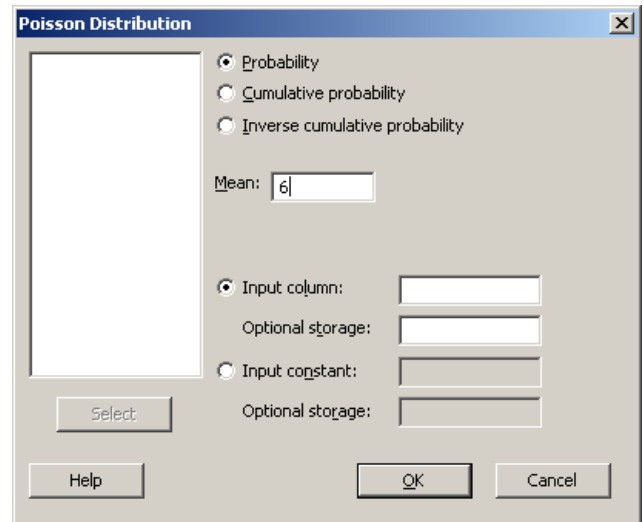 Poisson Distribution
Probability
Cumulative probability
Inverse cumulative probability
Mean: 6
Input column:
Optional storage:
Input constant:
Optional storage:
Select
Help OK Cancel